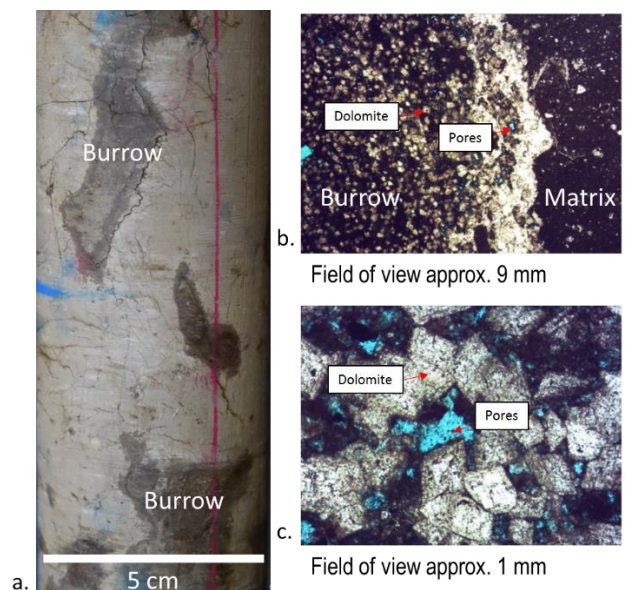 Burrow
Burrow
5 cm
a.
Dolomite
Pores
Burrow
Matrix
b.
Field of view approx. 9 mm
Dolomite
Pores
c.
Field of view approx. 1 mm